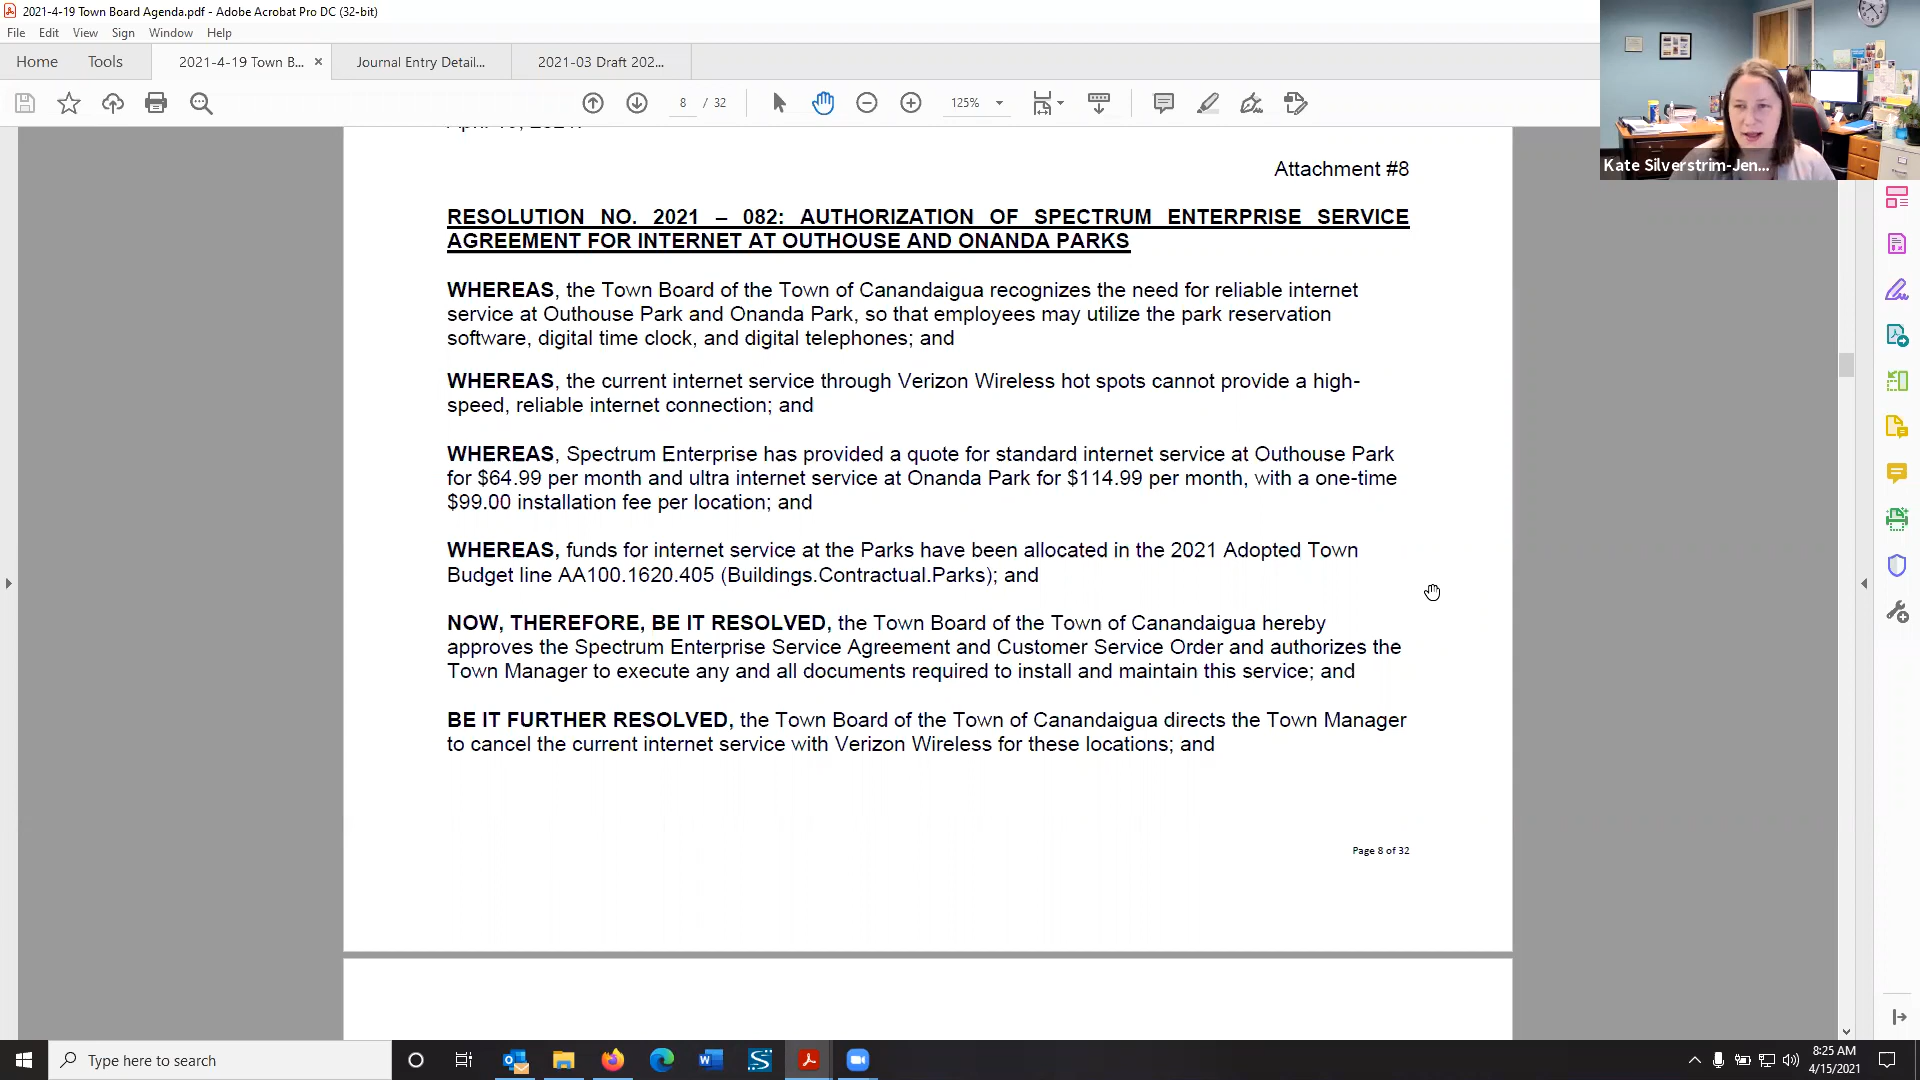 2021-4-19 Town Board Agenda.pdf - Adobe Acrobat Pro DC (32-bit)
File Edit View Sign Window Help
Home Tools 2021-4-19 Town B... × Journal Entry Detail... 2021-03 Draft 202...
8 / 32 125%
Kate Silverstrim-Jen...
Attachment #8
RESOLUTION NO. 2021 – 082: AUTHORIZATION OF SPECTRUM ENTERPRISE SERVICE
AGREEMENT FOR INTERNET AT OUTHOUSE AND ONANDA PARKS
WHEREAS, the Town Board of the Town of Canandaigua recognizes the need for reliable internet
service at Outhouse Park and Onanda Park, so that employees may utilize the park reservation
software, digital time clock, and digital telephones; and
WHEREAS, the current internet service through Verizon Wireless hot spots cannot provide a high-
speed, reliable internet connection; and
WHEREAS, Spectrum Enterprise has provided a quote for standard internet service at Outhouse Park
for $64.99 per month and ultra internet service at Onanda Park for $114.99 per month, with a one-time
$99.00 installation fee per location; and
WHEREAS, funds for internet service at the Parks have been allocated in the 2021 Adopted Town
Budget line AA100.1620.405 (Buildings.Contractual.Parks); and
NOW, THEREFORE, BE IT RESOLVED, the Town Board of the Town of Canandaigua hereby
approves the Spectrum Enterprise Service Agreement and Customer Service Order and authorizes the
Town Manager to execute any and all documents required to install and maintain this service; and
BE IT FURTHER RESOLVED, the Town Board of the Town of Canandaigua directs the Town Manager
to cancel the current internet service with Verizon Wireless for these locations; and
Page 8 of 32
Type here to search
8:25 AM
4/15/2021